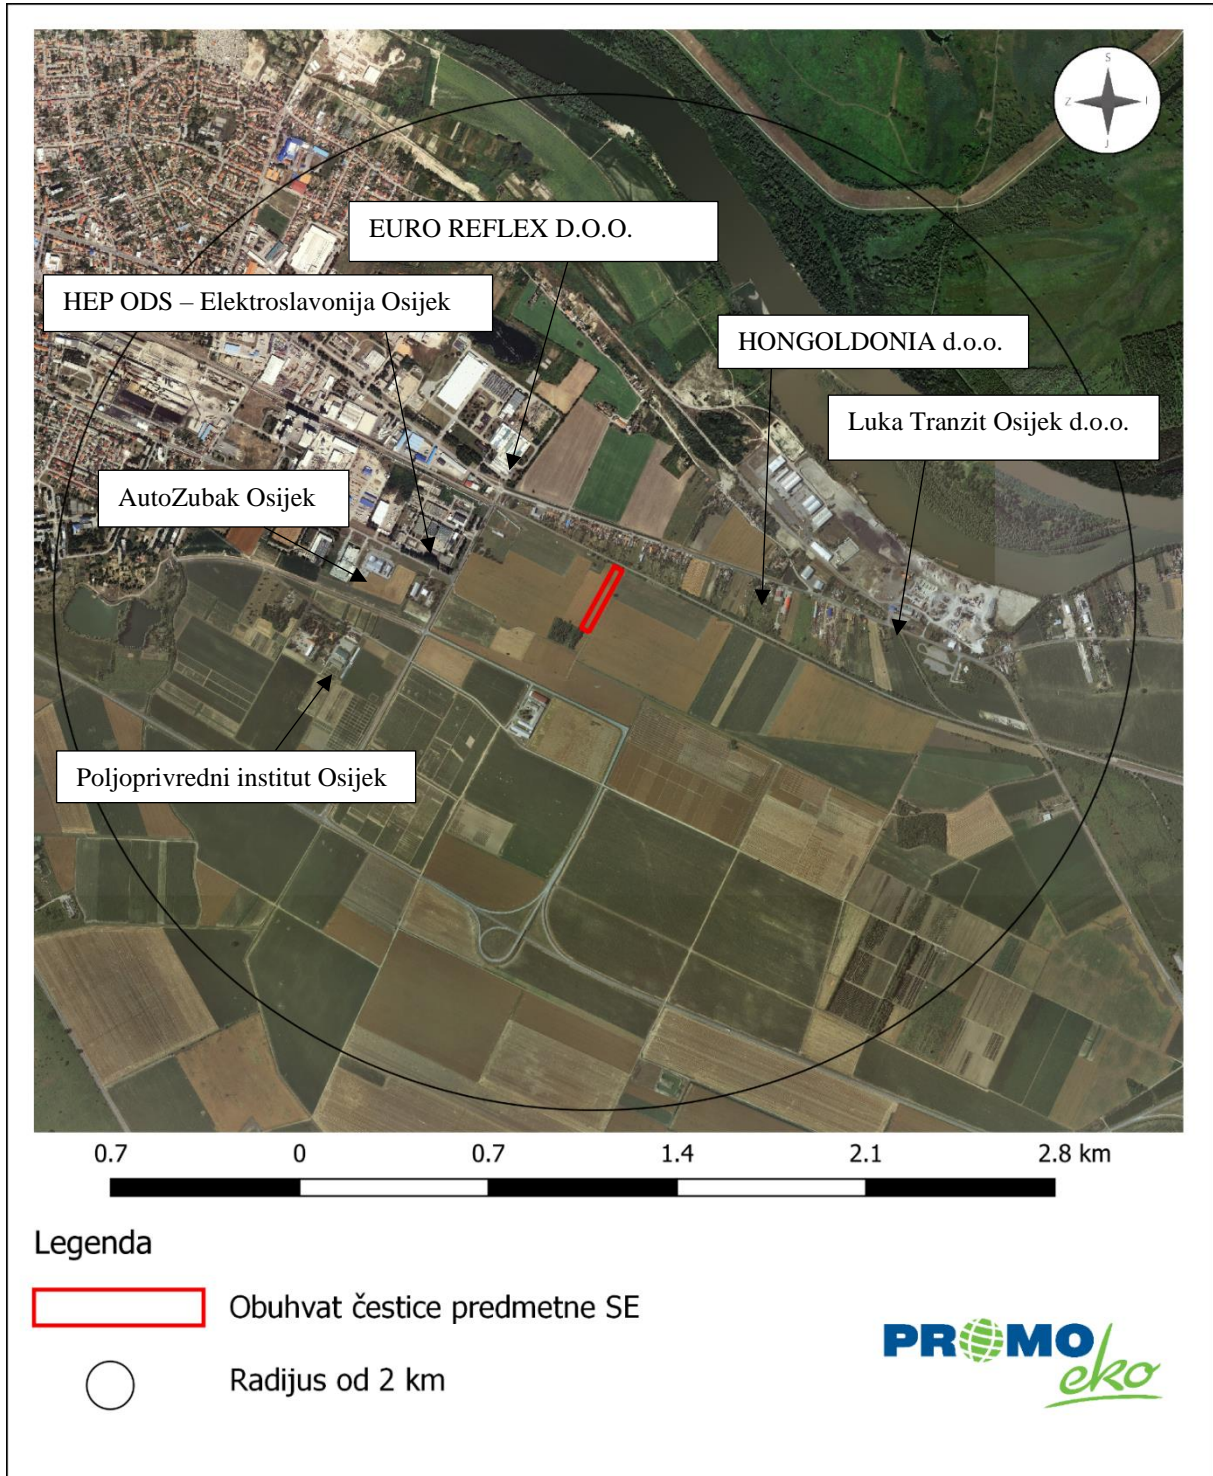 S
Z I
J
EURO REFLEX D.O.O.
HEP ODS – Elektroslavonija Osijek
HONGOLDONIA d.o.o.
Luka Tranzit Osijek d.o.o.
AutoZubak Osijek
Poljoprivredni institut Osijek
0.7 0 0.7 1.4 2.1 2.8 km
Legenda
Obuhvat čestice predmetne SE
Radijus od 2 km
PROMO
eko